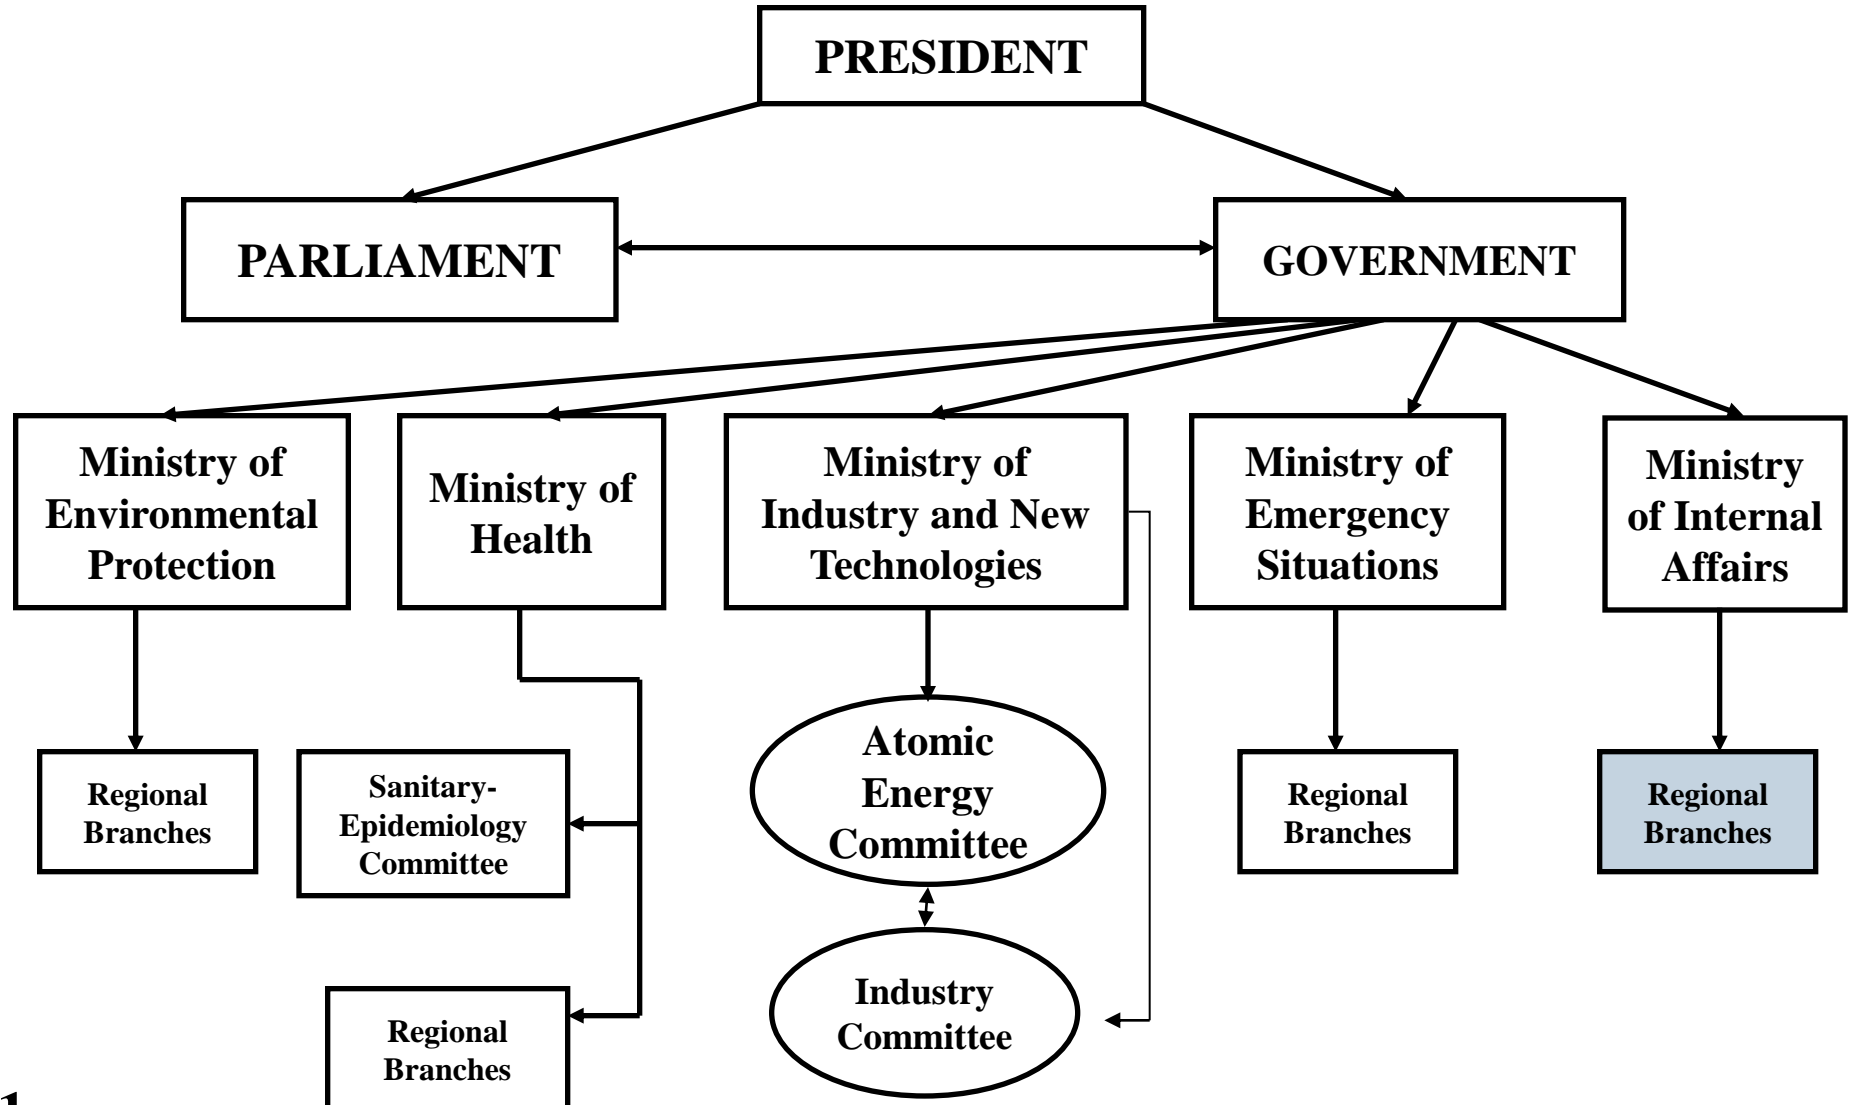 PRESIDENT
PARLIAMENT
GOVERNMENT
Ministry of
Environmental
Protection
Ministry of
Health
Ministry of
Industry and New
Technologies
Ministry of
Emergency
Situations
Ministry
of Internal
Affairs
Regional
Branches
Sanitary-
Epidemiology
Committee
Atomic
Energy
Committee
Regional
Branches
Regional
Branches
Industry
Committee
Regional
Branches